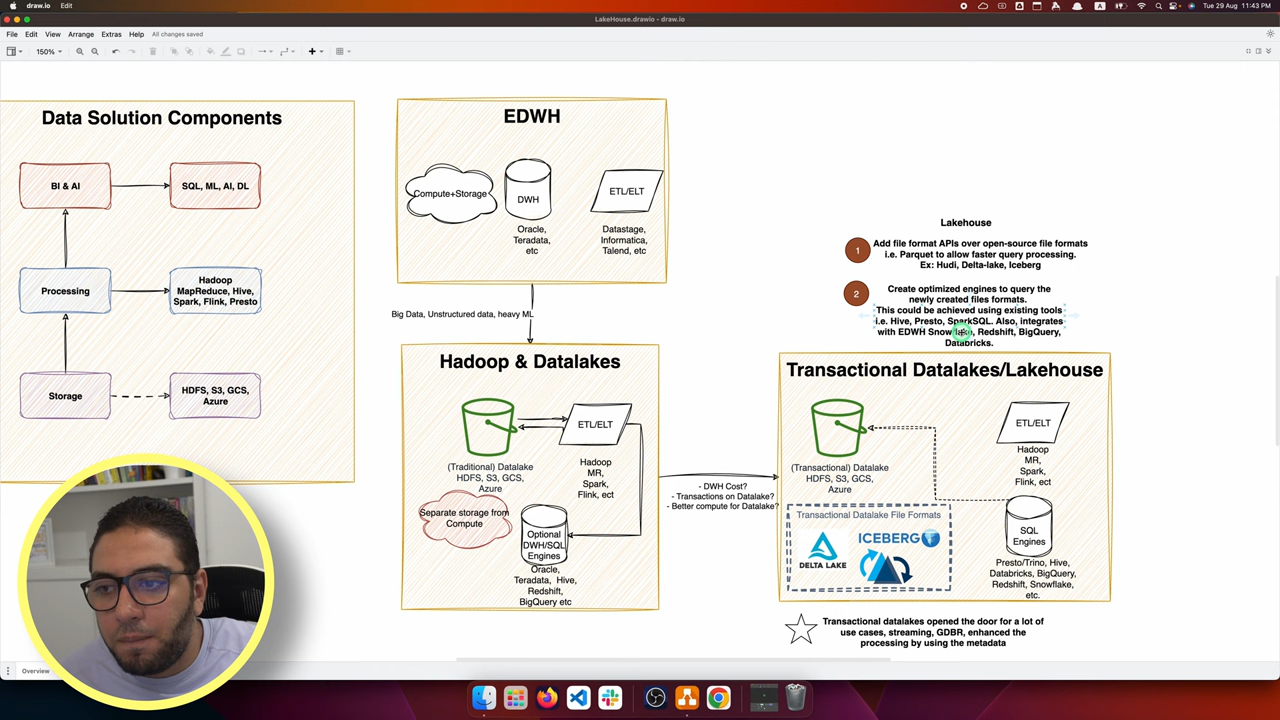 draw.io Edit
Tue 29 Aug 11:43 PM
LakeHouse.drawio - draw.io
File Edit View Arrange Extras Help All changes saved
150%
Data Solution Components
BI & AI
SQL, ML, AI, DL
Processing
Hadoop
MapReduce, Hive,
Spark, Flink, Presto
Storage
HDFS, S3, GCS,
Azure
EDWH
Compute+Storage
DWH
ETL/ELT
Oracle,
Teradata,
etc
Datastage,
Informatica,
Talend, etc
Big Data, Unstructured data, heavy ML
Hadoop & Datalakes
ETL/ELT
(Traditional) Datalake
HDFS, S3, GCS,
Azure
Hadoop
MR,
Spark,
Flink, ect
Separate storage from
Compute
Optional
DWH/SQL
Engines
Oracle,
Teradata, Hive,
Redshift,
BigQuery etc
- DWH Cost?
- Transactions on Datalake?
- Better compute for Datalake?
Lakehouse
1
Add file format APIs over open-source file formats
i.e. Parquet to allow faster query processing.
Ex: Hudi, Delta-lake, Iceberg
2
Create optimized engines to query the
newly created files formats.
This could be achieved using existing tools
i.e. Hive, Presto, SparkSQL. Also, integrates
with EDWH Redshift, BigQuery,
Databricks.
Transactional Datalakes/Lakehouse
ETL/ELT
(Transactional) Datalake
HDFS, S3, GCS,
Azure
Hadoop
MR,
Spark,
Flink, ect
Transactional Datalake File Formats
DELTA LAKE
ICEBERG
SQL
Engines
Presto/Trino, Hive,
Databricks, BigQuery,
Redshift, Snowflake,
etc.
Transactional datalakes opened the door for a lot of
use cases, streaming, GDBR, enhanced the
processing by using the metadata
Overview